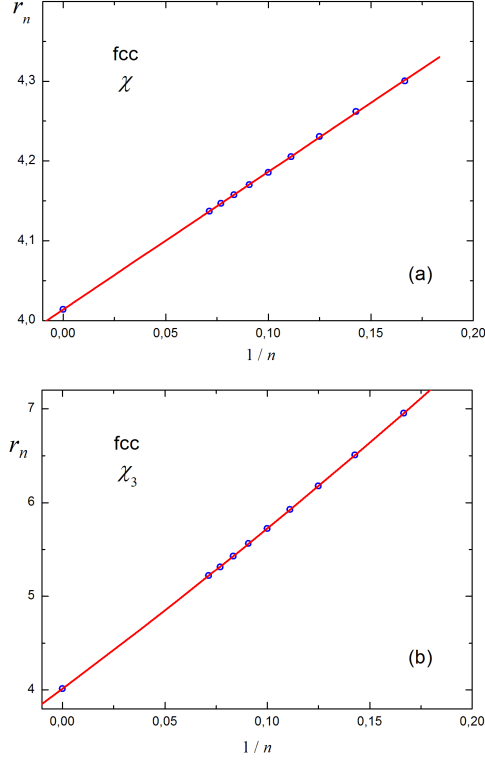 r_n
fcc
χ
4,3
4,2
4,1
4,0
(a)
0,00 0,05 0,10 0,15 0,20
1 / n
r_n
fcc
χ_3
7
6
5
4
(b)
0,00 0,05 0,10 0,15 0,20
1 / n